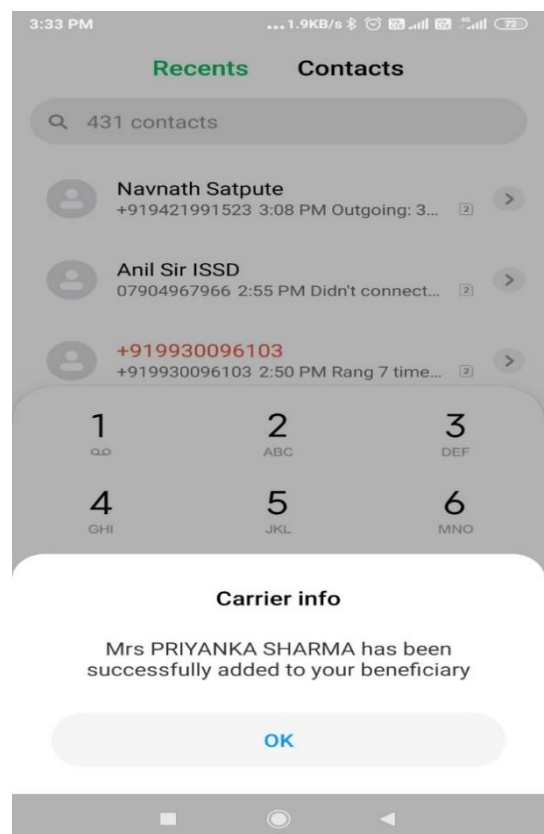 3:33 PM ...1.9KB/s 4G 72
Recents Contacts
431 contacts
Navnath Satpute
+919421991523 3:08 PM Outgoing: 3... 2
Anil Sir ISSD
07904967966 2:55 PM Didn't connect... 2
+919930096103
+919930096103 2:50 PM Rang 7 time... 2
1 2 3
ABC DEF
4 5 6
GHI JKL MNO
Carrier info
Mrs PRIYANKA SHARMA has been
successfully added to your beneficiary
OK